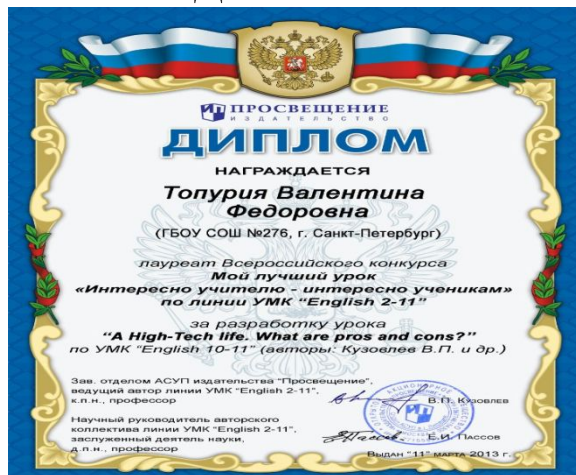 ПРОСВЕЩЕНИЕ
ИЗДАТЕЛЬСТВО
ДИПЛОМ
НАГРАЖДАЕТСЯ
Топурия Валентина
Федоровна
(ГБОУ СОШ №276, г. Санкт-Петербург)
лауреат Всероссийского конкурса
Мой лучший урок
«Интересно учителю - интересно ученикам»
по линии УМК "English 2-11"
за разработку урока
"A High-Tech life. What are pros and cons?"
по УМК "English 10-11" (авторы: Кузовлев В.П. и др.)
Зав. отделом АСУП издательства "Просвещение",
ведущий автор линии УМК "English 2-11",
к.п.н., профессор
В.П. Кузовлев
Научный руководитель авторского
коллектива линии УМК "English 2-11",
заслуженный деятель науки,
д.п.н., профессор
Е.И. Пассов
Выдан "11" марта 2013 г.